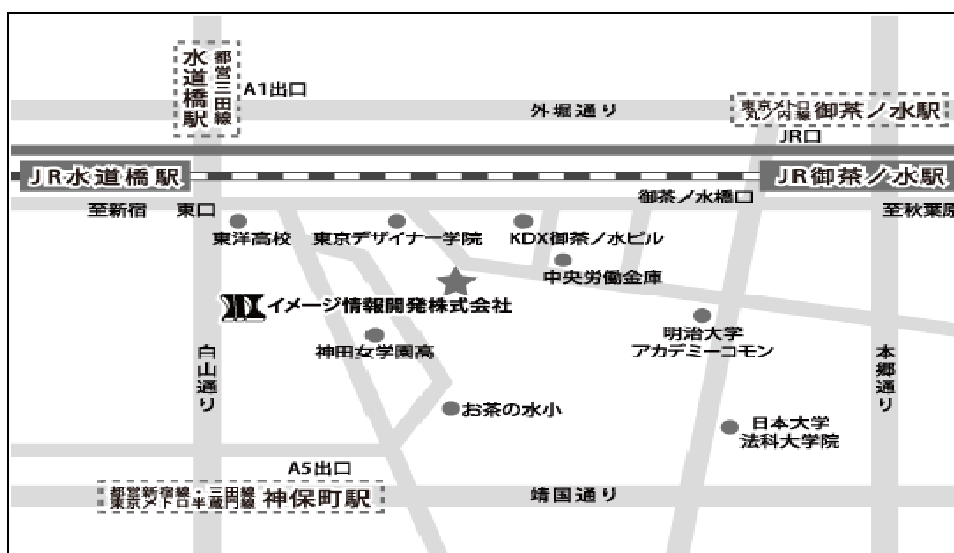 都営三田線
水道橋駅
A1出口
外堀通り
東京メトロ
丸ノ内線
御茶ノ水駅
JR口
JR水道橋駅
JR御茶ノ水駅
御茶ノ水橋口
至新宿
東口
至秋葉原
東洋高校
東京デザイナー学院
KDX御茶ノ水ビル
中央労働金庫
イメージ情報開発株式会社
明治大学
アカデミーコモン
神田女学園高
白山通り
本郷通り
お茶の水小
日本大学
法科大学院
A5出口
都営新宿線・三田線
東京メトロ半蔵門線
神保町駅
靖国通り